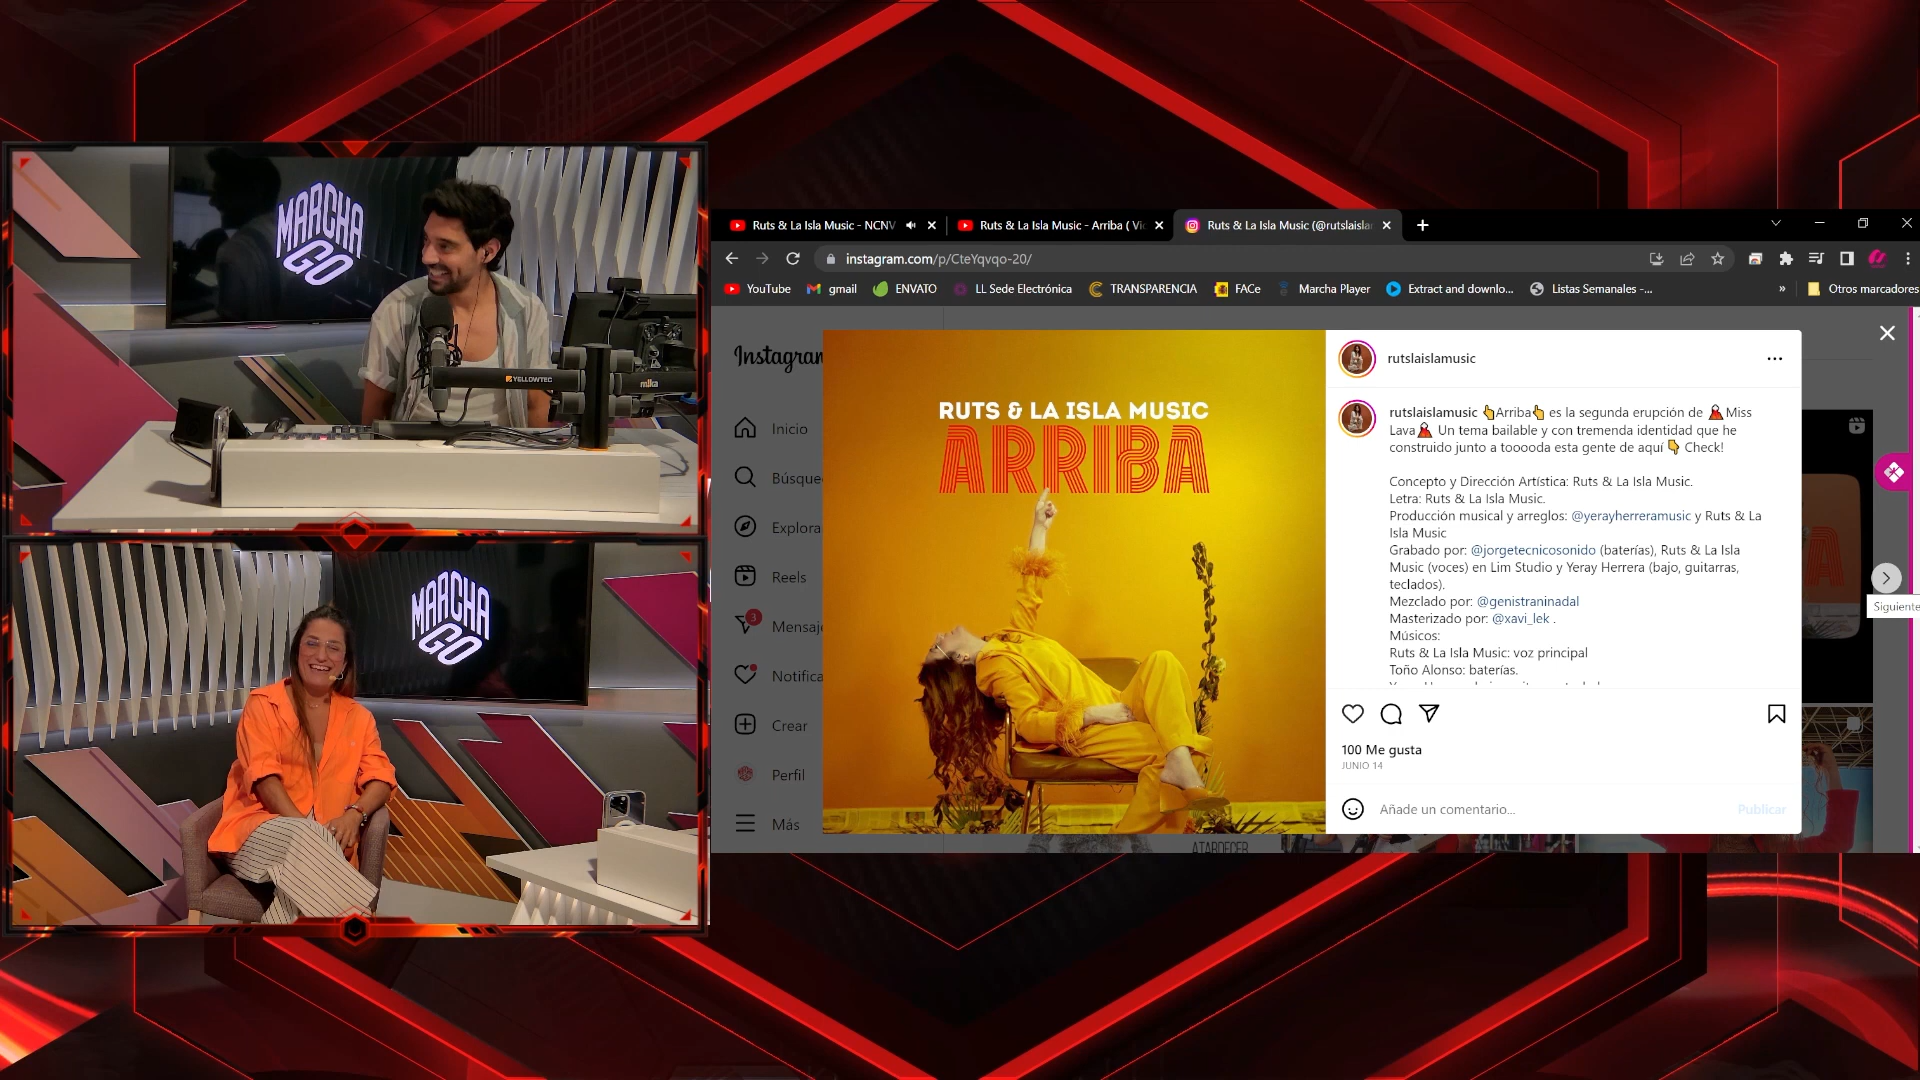 MARCHA
GO
YELLOWTEC
mika
MARCHA
GO
Ruts & La Isla Music - NCNV
Ruts & La Isla Music - Arriba ( Vi
Ruts & La Isla Music (@rutslaisla
instagram.com/p/CteYqvqo-20/
YouTube
gmail
ENVATO
LL Sede Electrónica
TRANSPARENCIA
FACe
Marcha Player
Extract and downlo...
Listas Semanales -...
»
Otros marcadores
Instagram
Inicio
Búsque
Explora
Reels
3
Mensaje
Notifica
Crear
Perfil
Más
RUTS & LA ISLA MUSIC
ARRIBA
rutslaislamusic
rutslaislamusic 👆Arriba👆 es la segunda erupción de 🌋Miss
Lava🌋 Un tema bailable y con tremenda identidad que he
construido junto a tooooda esta gente de aquí 👇 Check!
Concepto y Dirección Artística: Ruts & La Isla Music.
Letra: Ruts & La Isla Music.
Producción musical y arreglos: @yerayherreramusic y Ruts & La
Isla Music
Grabado por: @jorgetecnicosonido (baterías), Ruts & La Isla
Music (voces) en Lim Studio y Yeray Herrera (bajo, guitarras,
teclados).
Mezclado por: @genistraninadal
Masterizado por: @xavi_lek .
Músicos:
Ruts & La Isla Music: voz principal
Toño Alonso: baterías.
100 Me gusta
JUNIO 14
Añade un comentario...
Publicar
Siguiente
ATARDECER